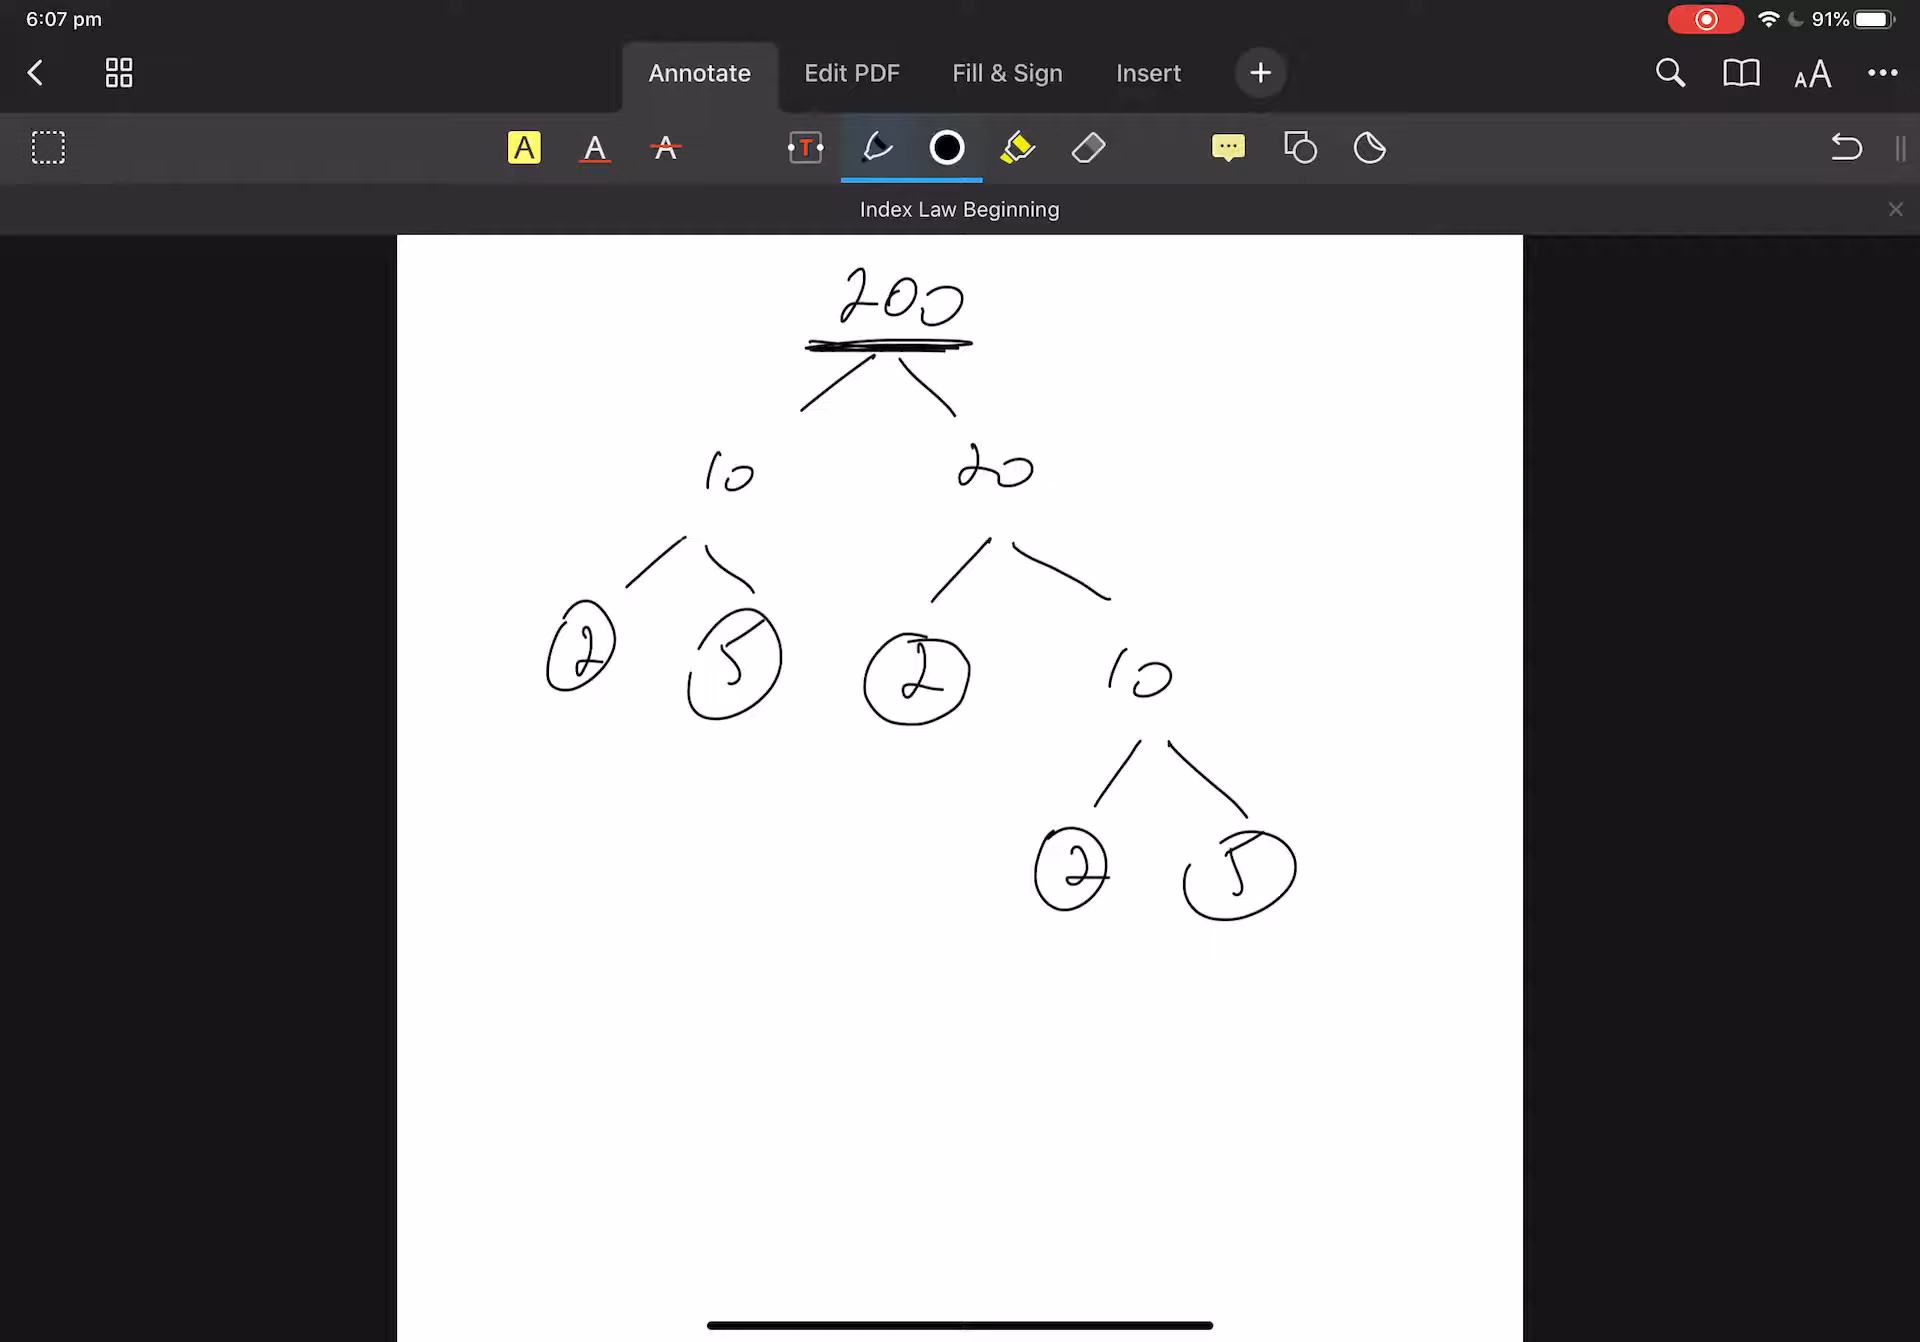 6:07 pm
91%
Annotate Edit PDF Fill & Sign Insert
AA
A A A T
Index Law Beginning
200
10 20
2 5 2 10
2 5